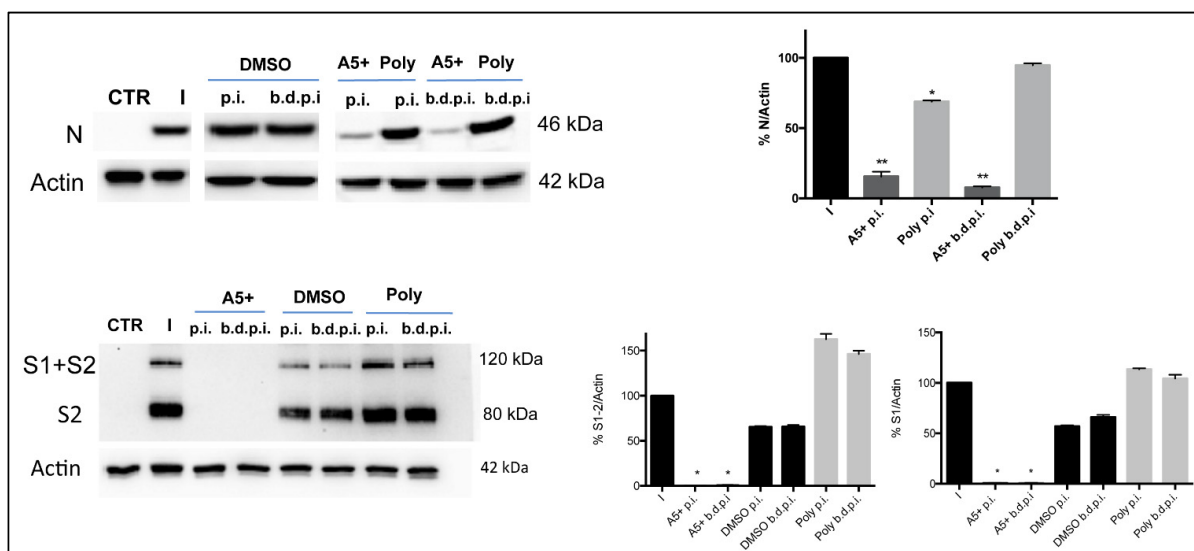 DMSO
A5+ Poly A5+ Poly
CTR I p.i. b.d.p.i p.i. p.i. b.d.p.i. b.d.p.i
N 46 kDa
Actin 42 kDa
% N/Actin
100
50
0
**
*
**
I
A5+ p.i.
Poly p.i
A5+ b.d.p.i.
Poly b.d.p.i
A5+ DMSO Poly
CTR I p.i. b.d.p.i. p.i. b.d.p.i. p.i. b.d.p.i.
S1+S2 120 kDa
S2 80 kDa
Actin 42 kDa
% S1-2/Actin
150
100
50
0
* *
I
A5+ p.i.
A5+ b.d.p.i.
DMSO p.i.
DMSO b.d.p.i.
Poly p.i.
Poly b.d.p.i.
% S1/Actin
150
100
50
0
* *
I
A5+ p.i.
A5+ b.d.p.i
DMSO p.i.
DMSO b.d.p.i.
Poly p.i.
Poly b.d.p.i.